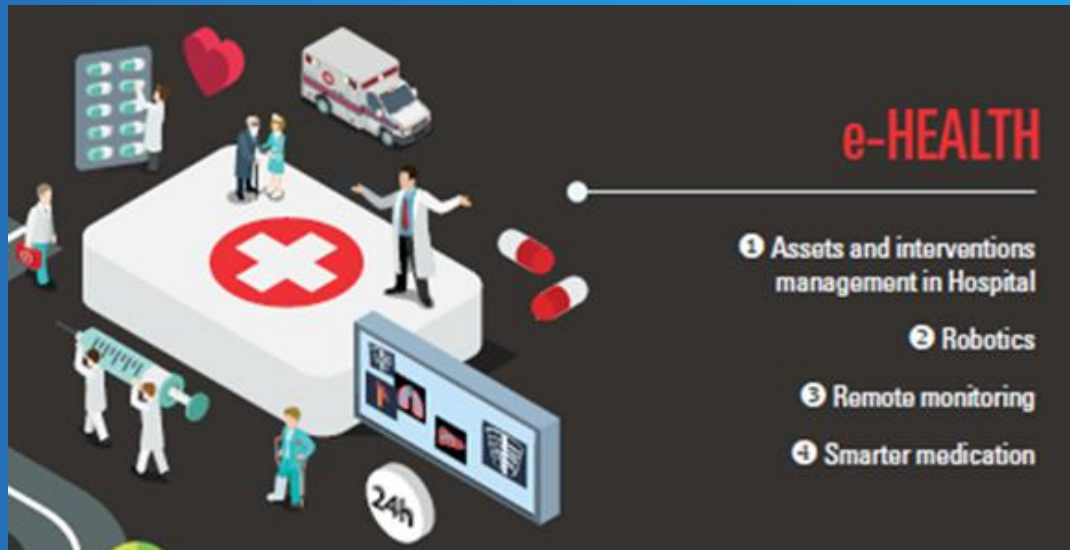 e-HEALTH
❶ Assets and interventions
management in Hospital
❷ Robotics
❸ Remote monitoring
❹ Smarter medication
24h